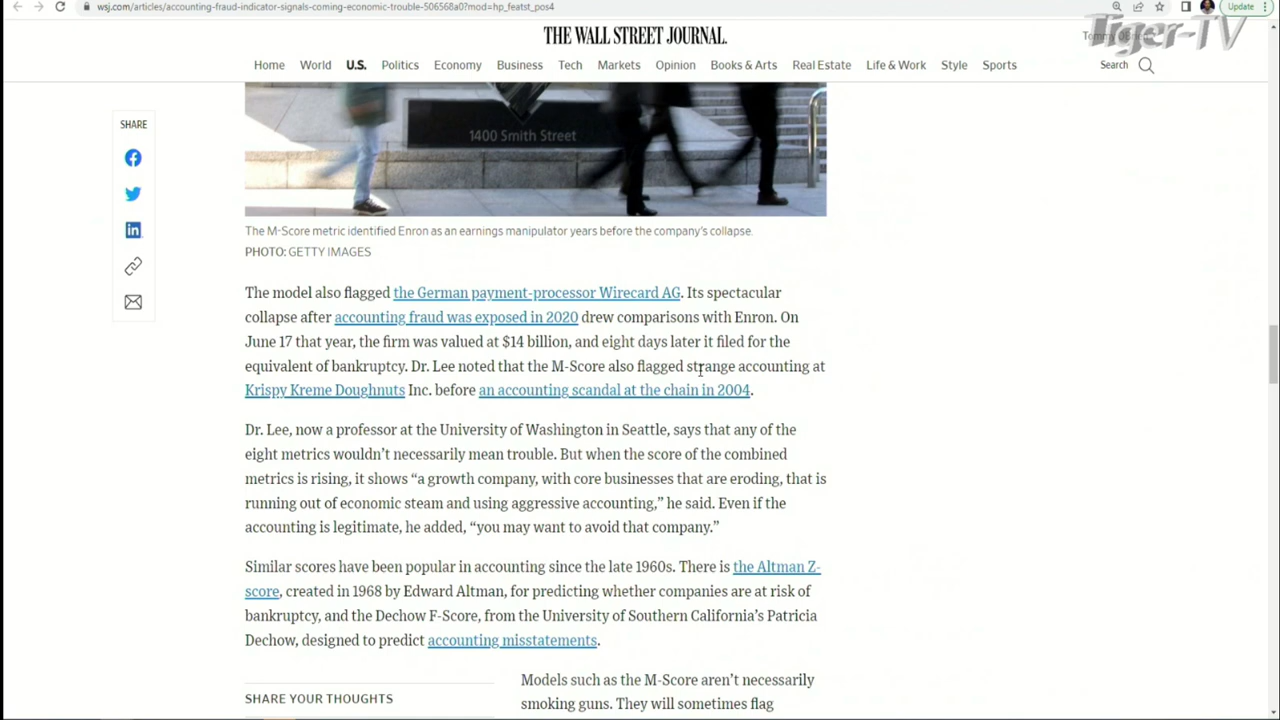 wsj.com/articles/accounting-fraud-indicator-signals-coming-economic-trouble-506568a0?mod=hp_featst_pos4
Update
THE WALL STREET JOURNAL.
Tiger-TV
Home World U.S. Politics Economy Business Tech Markets Opinion Books & Arts Real Estate Life & Work Style Sports
Search
SHARE
1400 Smith Street
The M-Score metric identified Enron as an earnings manipulator years before the company's collapse.
PHOTO: GETTY IMAGES
The model also flagged the German payment-processor Wirecard AG. Its spectacular
collapse after accounting fraud was exposed in 2020 drew comparisons with Enron. On
June 17 that year, the firm was valued at $14 billion, and eight days later it filed for the
equivalent of bankruptcy. Dr. Lee noted that the M-Score also flagged strange accounting at
Krispy Kreme Doughnuts Inc. before an accounting scandal at the chain in 2004.
Dr. Lee, now a professor at the University of Washington in Seattle, says that any of the
eight metrics wouldn't necessarily mean trouble. But when the score of the combined
metrics is rising, it shows “a growth company, with core businesses that are eroding, that is
running out of economic steam and using aggressive accounting,” he said. Even if the
accounting is legitimate, he added, “you may want to avoid that company.”
Similar scores have been popular in accounting since the late 1960s. There is the Altman Z-
score, created in 1968 by Edward Altman, for predicting whether companies are at risk of
bankruptcy, and the Dechow F-Score, from the University of Southern California's Patricia
Dechow, designed to predict accounting misstatements.
SHARE YOUR THOUGHTS
Models such as the M-Score aren't necessarily
smoking guns. They will sometimes flag